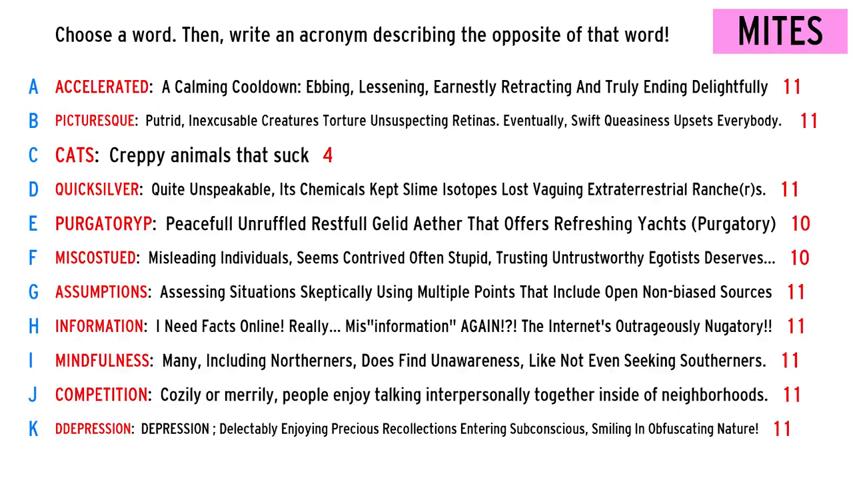 Choose a word. Then, write an acronym describing the opposite of that word!
MITES
A ACCELERATED: A Calming Cooldown: Ebbing, Lessening, Earnestly Retracting And Truly Ending Delightfully 11
B PICTURESQUE: Putrid, Inexcusable Creatures Torture Unsuspecting Retinas. Eventually, Swift Queasiness Upsets Everybody. 11
C CATS: Creppy animals that suck 4
D QUICKSILVER: Quite Unspeakable, Its Chemicals Kept Slime Isotopes Lost Vaguing Extraterrestrial Ranche(r)s. 11
E PURGATORYP: Peacefull Unruffled Restfull Gelid Aether That Offers Refreshing Yachts (Purgatory) 10
F MISCOSTUED: Misleading Individuals, Seems Contrived Often Stupid, Trusting Untrustworthy Egotists Deserves... 10
G ASSUMPTIONS: Assessing Situations Skeptically Using Multiple Points That Include Open Non-biased Sources 11
H INFORMATION: I Need Facts Online! Really... Mis"information" AGAIN!?! The Internet's Outrageously Nugatory!! 11
I MINDFULNESS: Many, Including Northerners, Does Find Unawareness, Like Not Even Seeking Southerners. 11
J COMPETITION: Cozily or merrily, people enjoy talking interpersonally together inside of neighborhoods. 11
K DDEPRESSION: DEPRESSION ; Delectably Enjoying Precious Recollections Entering Subconscious, Smiling In Obfuscating Nature! 11